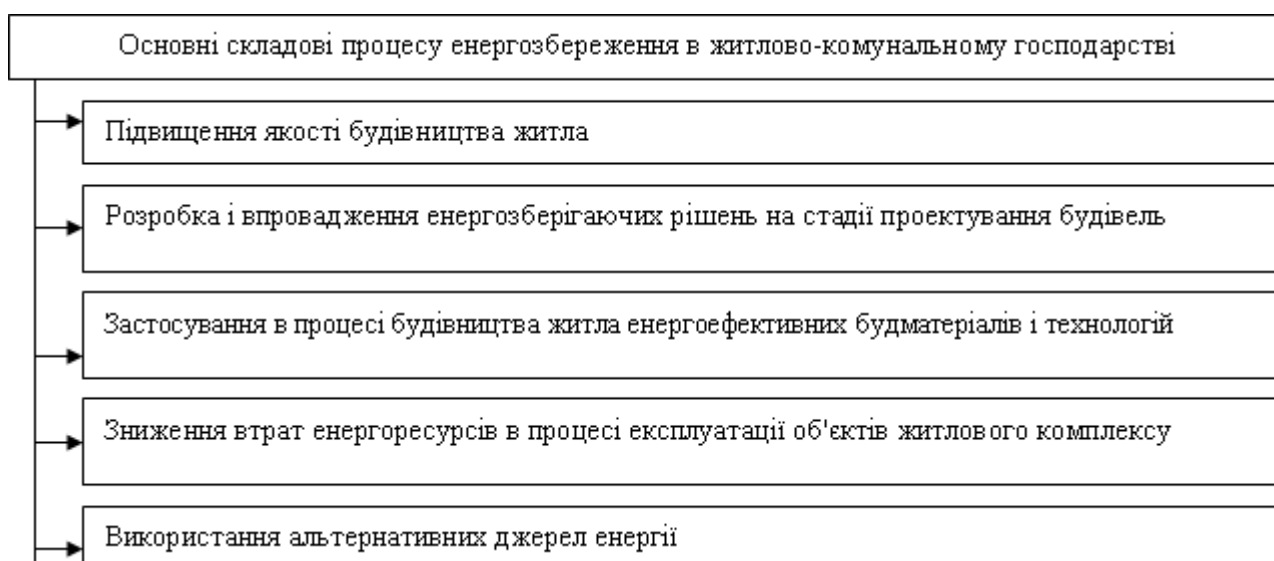 Основні складові процесу енергозбереження в житлово-комунальному господарстві
Підвищення якості будівництва житла
Розробка і впровадження енергозберігаючих рішень на стадії проектування будівель
Застосування в процесі будівництва житла енергоефективних будматеріалів і технологій
Зниження втрат енергоресурсів в процесі експлуатації об'єктів житлового комплексу
Використання альтернативних джерел енергії